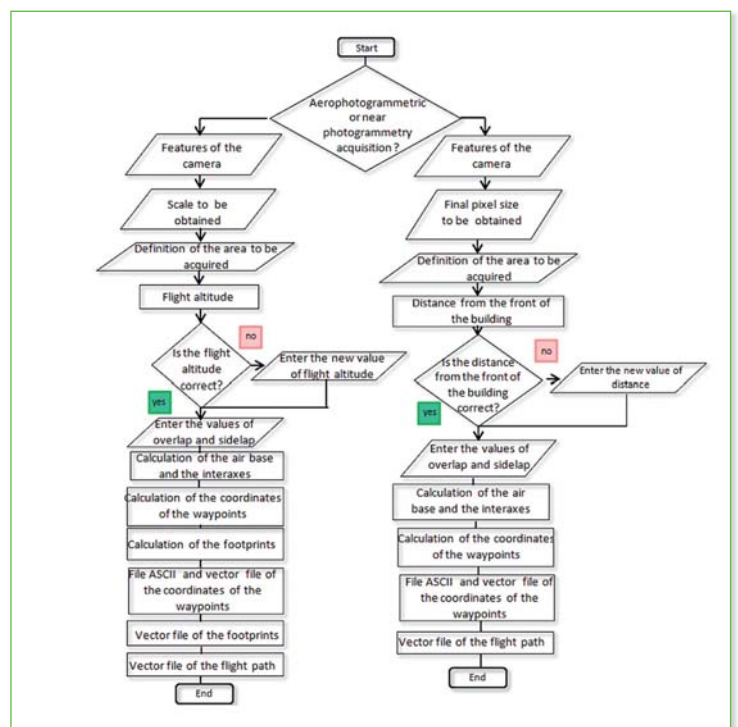 Start
Aerophotogrammetric
or near
photogrammetry
acquisition?
Features of the
camera
Scale to be
obtained
Definition of the area to be
acquired
Flight altitude
no
Is the flight
altitude
correct?
Enter the new value
of flight altitude
yes
Enter the values of
overlap and sidelap
Calculation of the air base
and the interaxes
Calculation of the coordinates
of the waypoints
Calculation of the footprints
File ASCII and vector file of
the coordinates of the
waypoints
Vector file of the footprints
Vector file of the flight path
End
Features of the
camera
Final pixel size
to be obtained
Definition of the area to be
acquired
Distance from the front of
the building
no
Is the distance
from the front of
the building
correct?
Enter the new value of
distance
yes
Enter the values of
overlap and sidelap
Calculation of the air
base and the interaxes
Calculation of the coordinates
of the waypoints
File ASCII and vector file of
the coordinates of the
waypoints
Vector file of the flight path
End